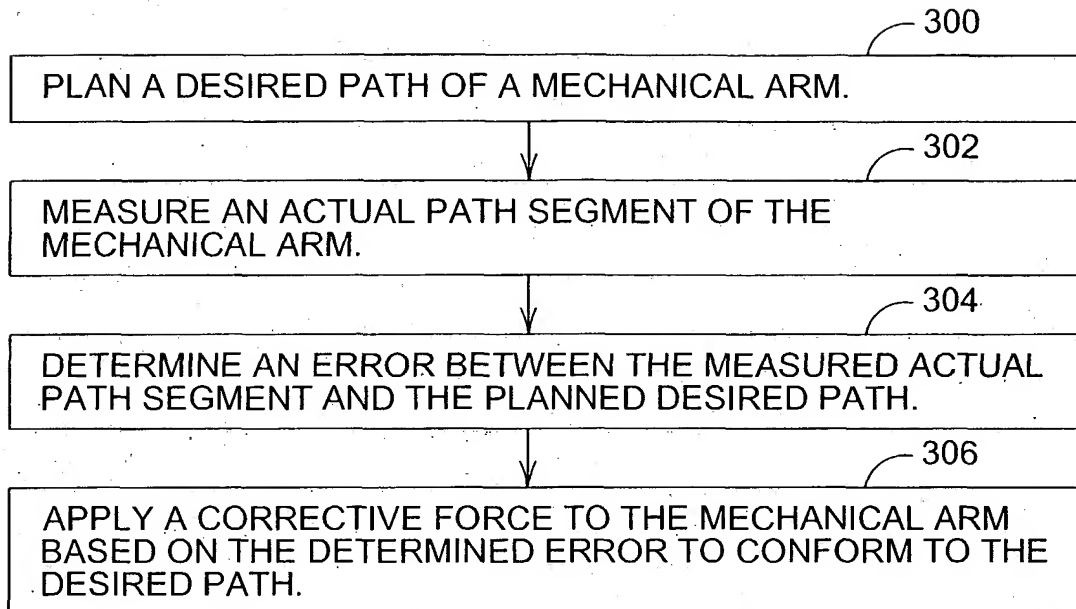 300
PLAN A DESIRED PATH OF A MECHANICAL ARM.
302
MEASURE AN ACTUAL PATH SEGMENT OF THE
MECHANICAL ARM.
304
DETERMINE AN ERROR BETWEEN THE MEASURED ACTUAL
PATH SEGMENT AND THE PLANNED DESIRED PATH.
306
APPLY A CORRECTIVE FORCE TO THE MECHANICAL ARM
BASED ON THE DETERMINED ERROR TO CONFORM TO THE
DESIRED PATH.